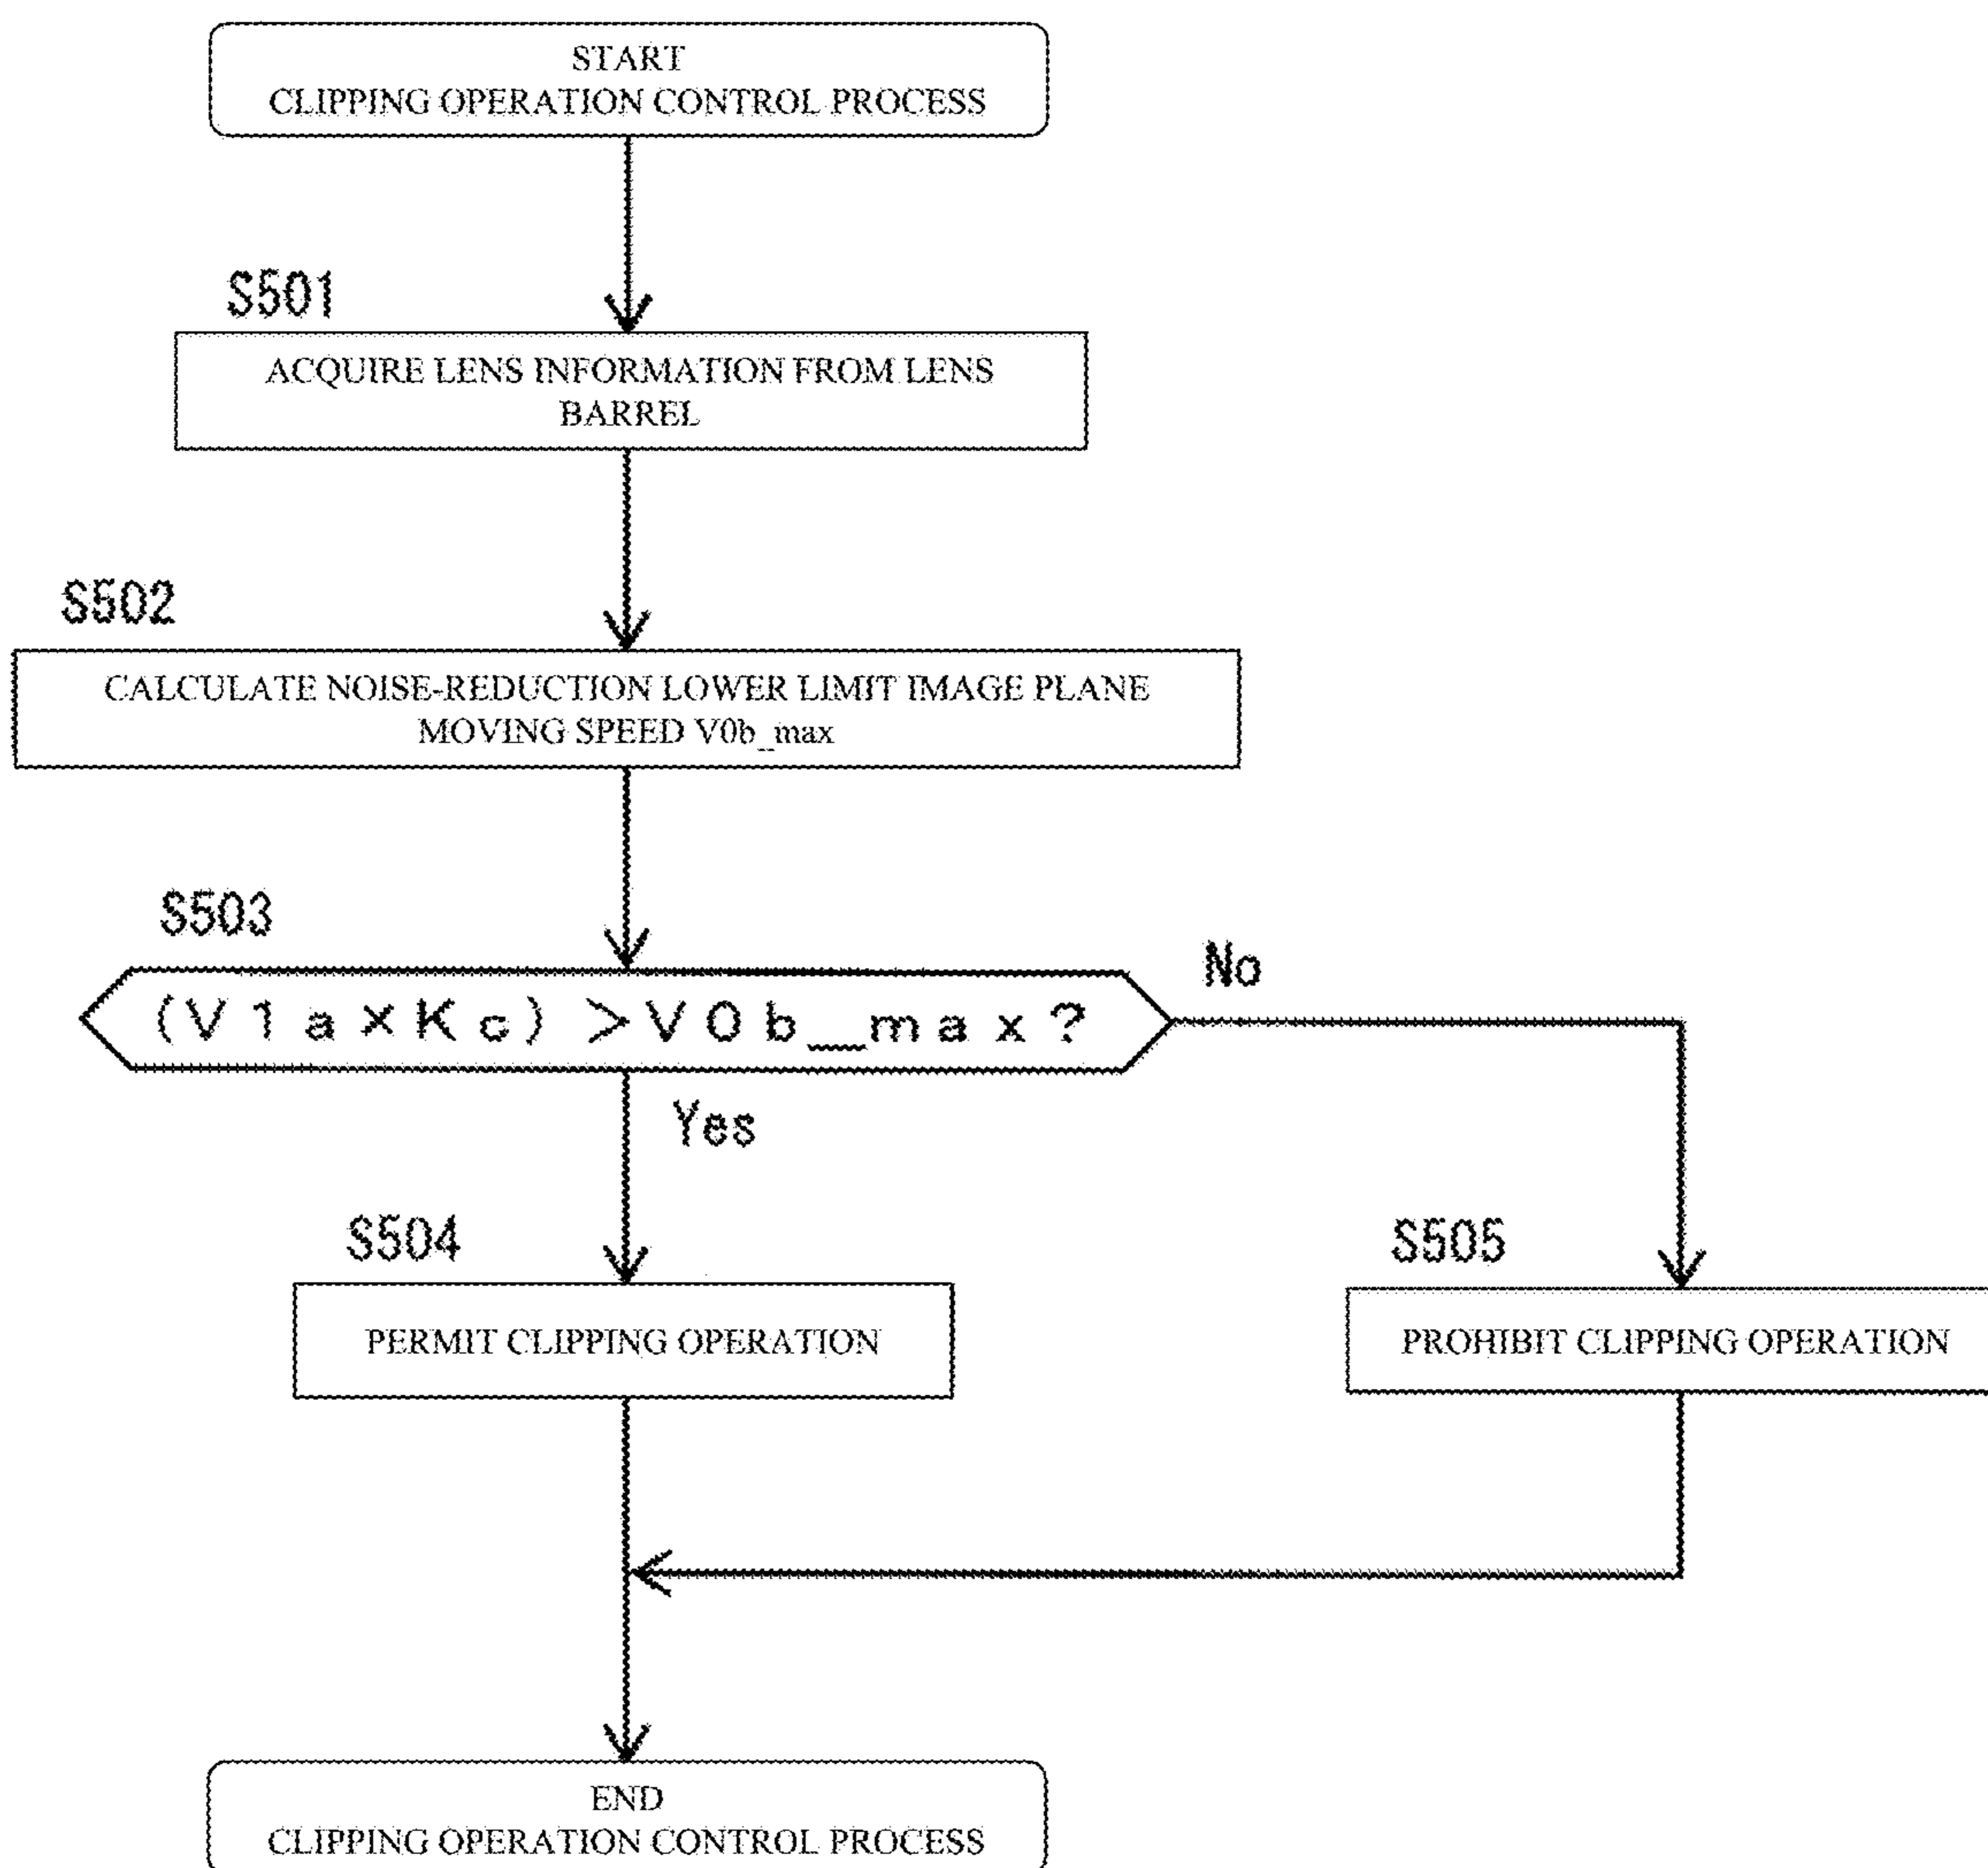 START
CLIPPING OPERATION CONTROL PROCESS
S501
ACQUIRE LENS INFORMATION FROM LENS
BARREL
S502
CALCULATE NOISE-REDUCTION LOWER LIMIT IMAGE PLANE
MOVING SPEED V0b_max
S503
(V1a×Kc)>V0b_max?
No
Yes
S504
PERMIT CLIPPING OPERATION
S505
PROHIBIT CLIPPING OPERATION
END
CLIPPING OPERATION CONTROL PROCESS